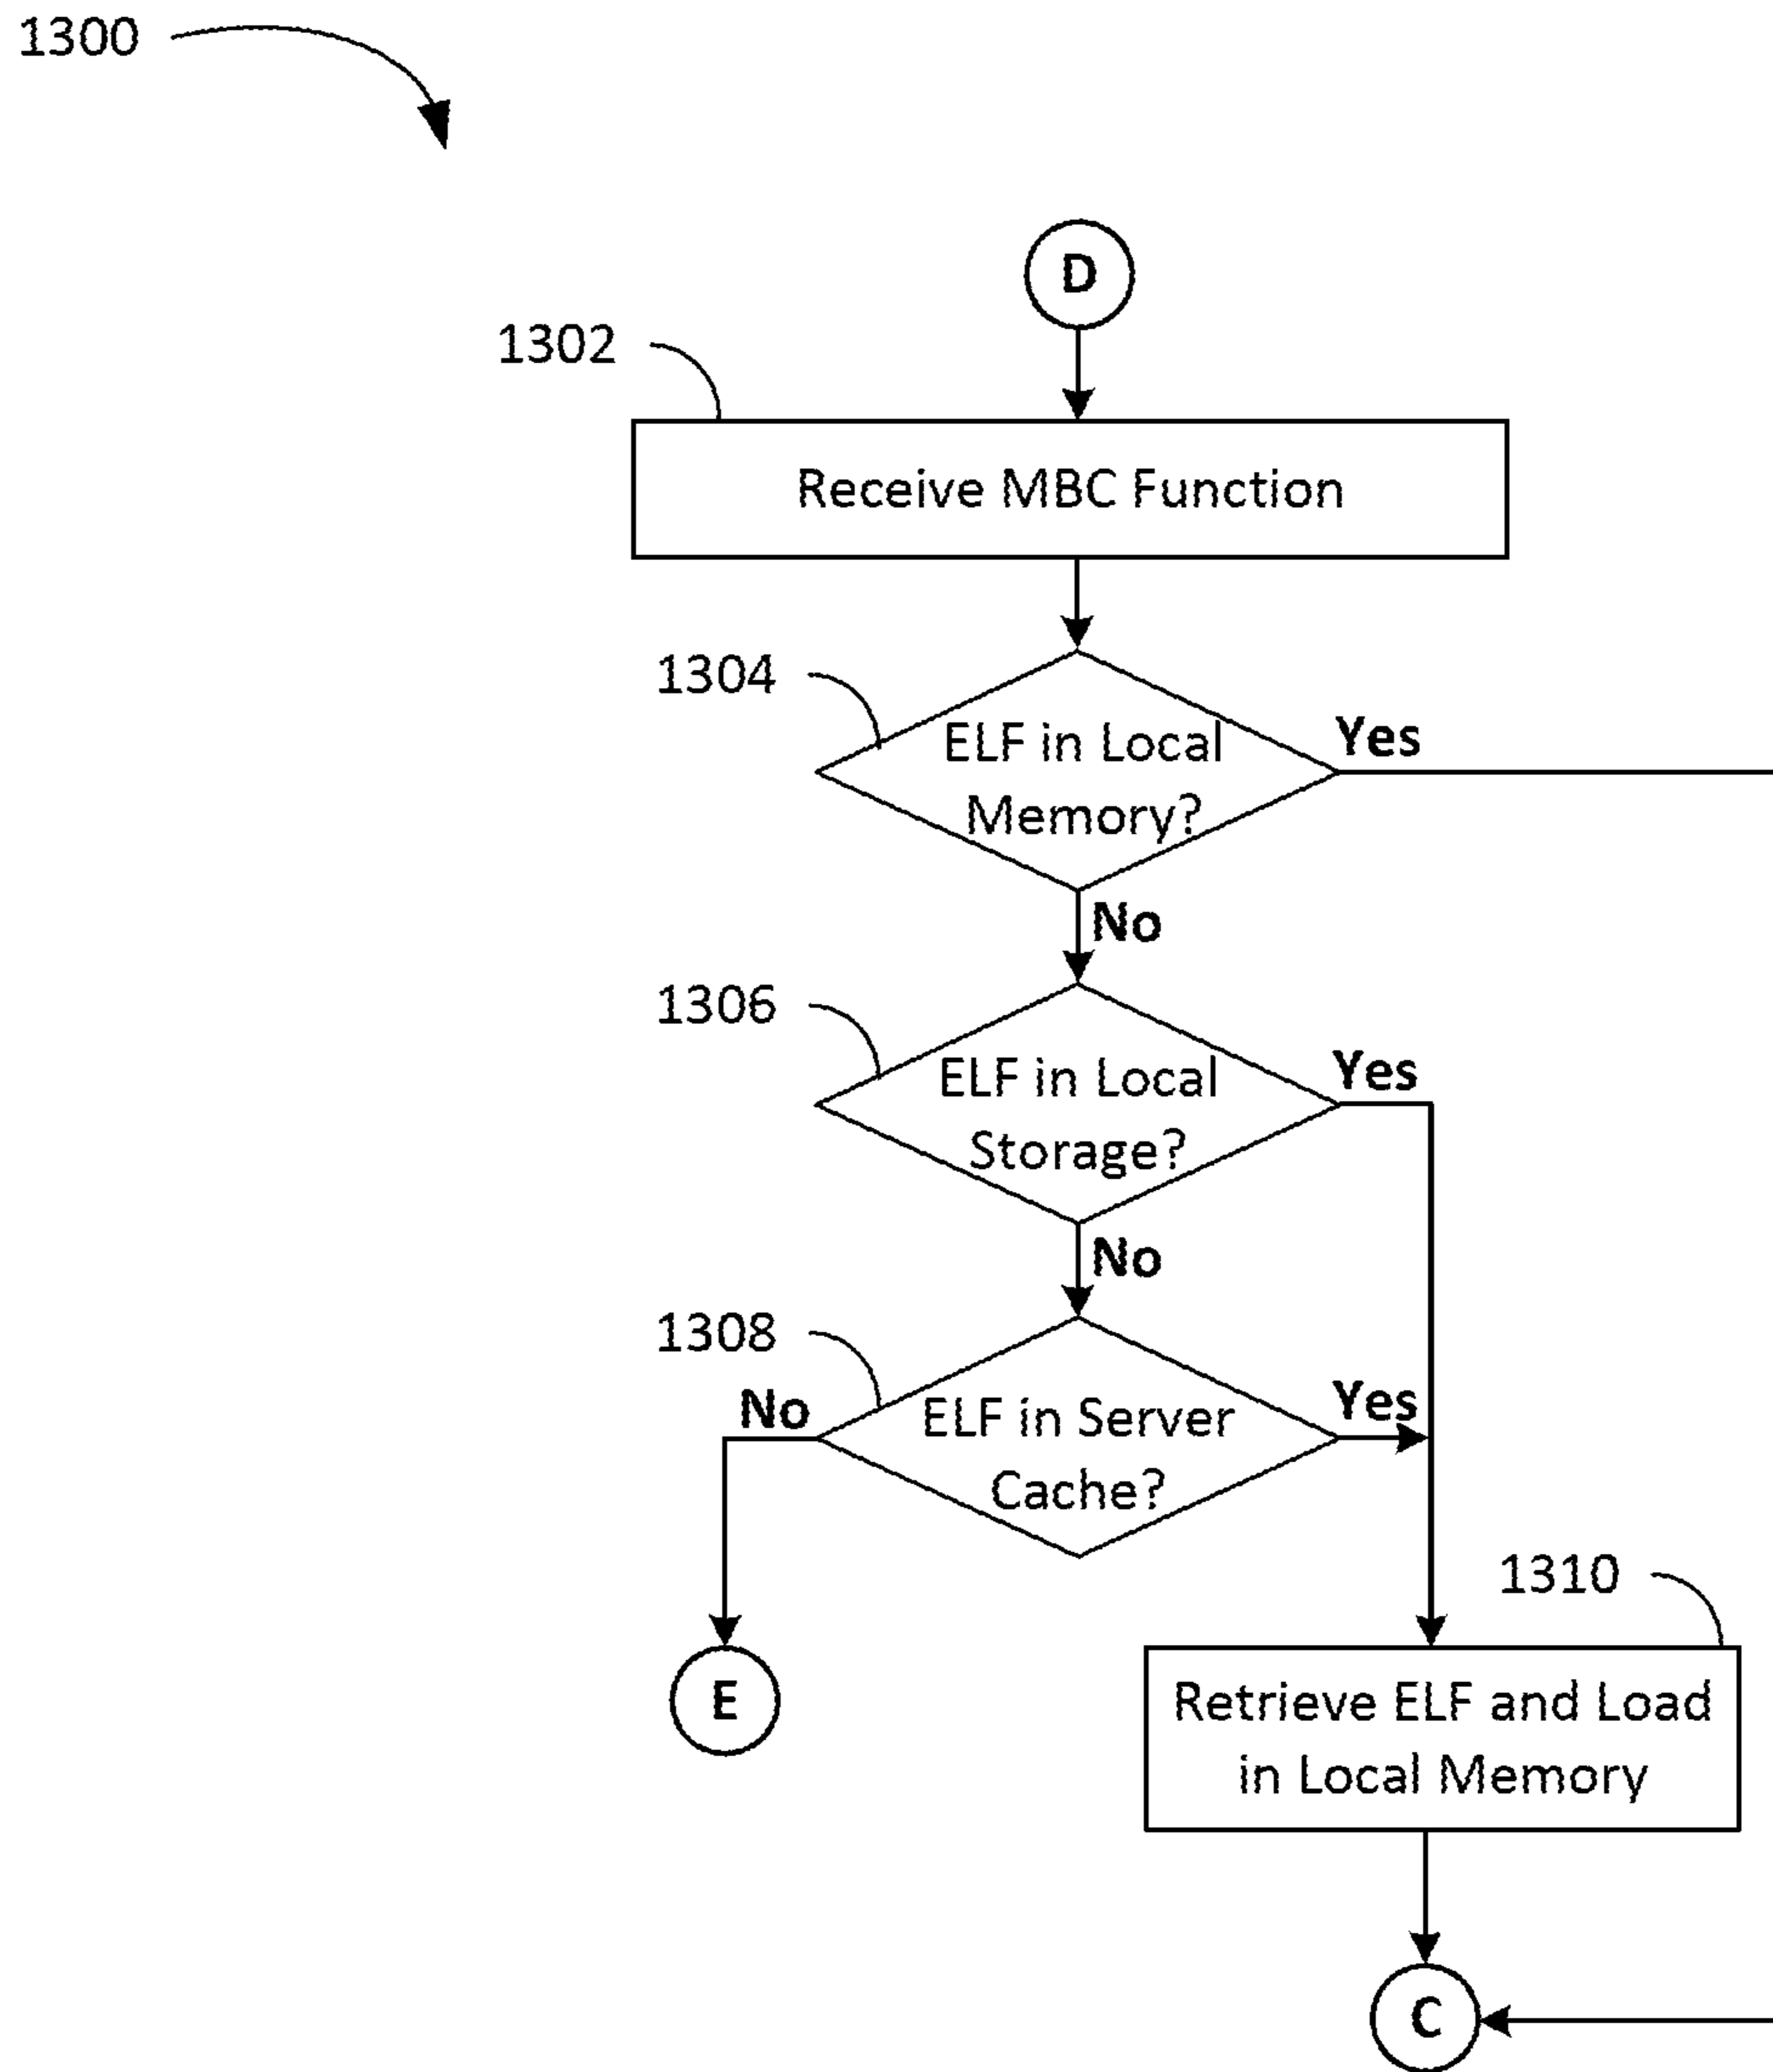 1300
D
1302
Receive MBC Function
1304
ELF in Local
Memory?
Yes
No
1306
ELF in Local
Storage?
Yes
No
1308
No
ELF in Server
Cache?
Yes
1310
E
Retrieve ELF and Load
in Local Memory
C